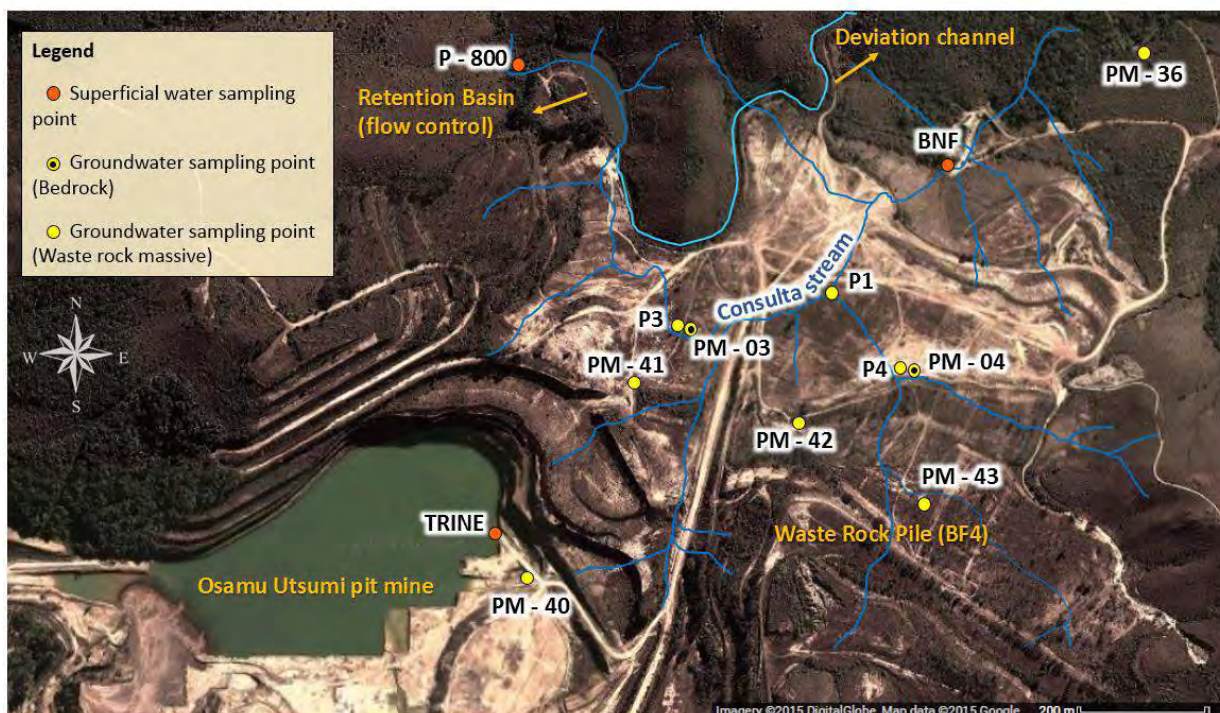 Legend
Superficial water sampling
point
Groundwater sampling point
(Bedrock)
Groundwater sampling point
(Waste rock massive)
P - 800
Retention Basin
(flow control)
Deviation channel
PM - 36
BNF
Consulta stream
P1
P3
PM - 03
PM - 41
P4
PM - 04
PM - 42
PM - 43
Waste Rock Pile (BF4)
TRINE
Osamu Utsumi pit mine
PM - 40
N
W
E
S
Imagery ©2015 DigitalGlobe, Map data ©2015 Google
200 m